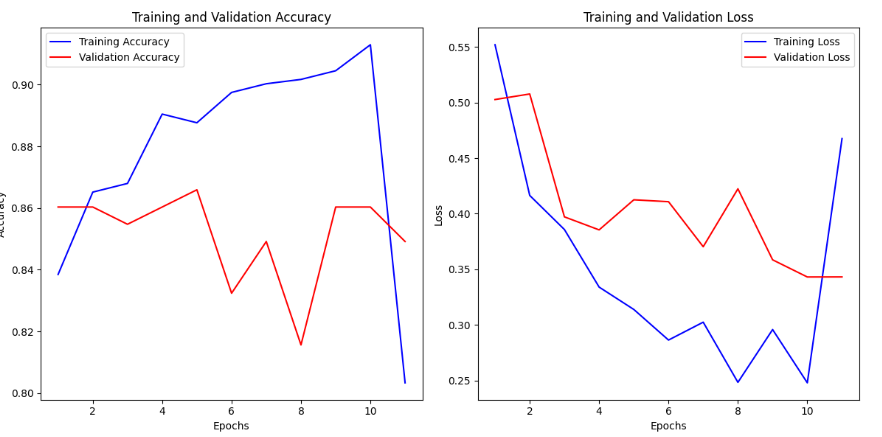 Training and Validation Accuracy
Training Accuracy
Validation Accuracy
0.90
0.88
0.86
0.84
0.82
0.80
Accuracy
2 4 6 8 10
Epochs
Training and Validation Loss
Training Loss
Validation Loss
0.55
0.50
0.45
0.40
0.35
0.30
0.25
Loss
2 4 6 8 10
Epochs